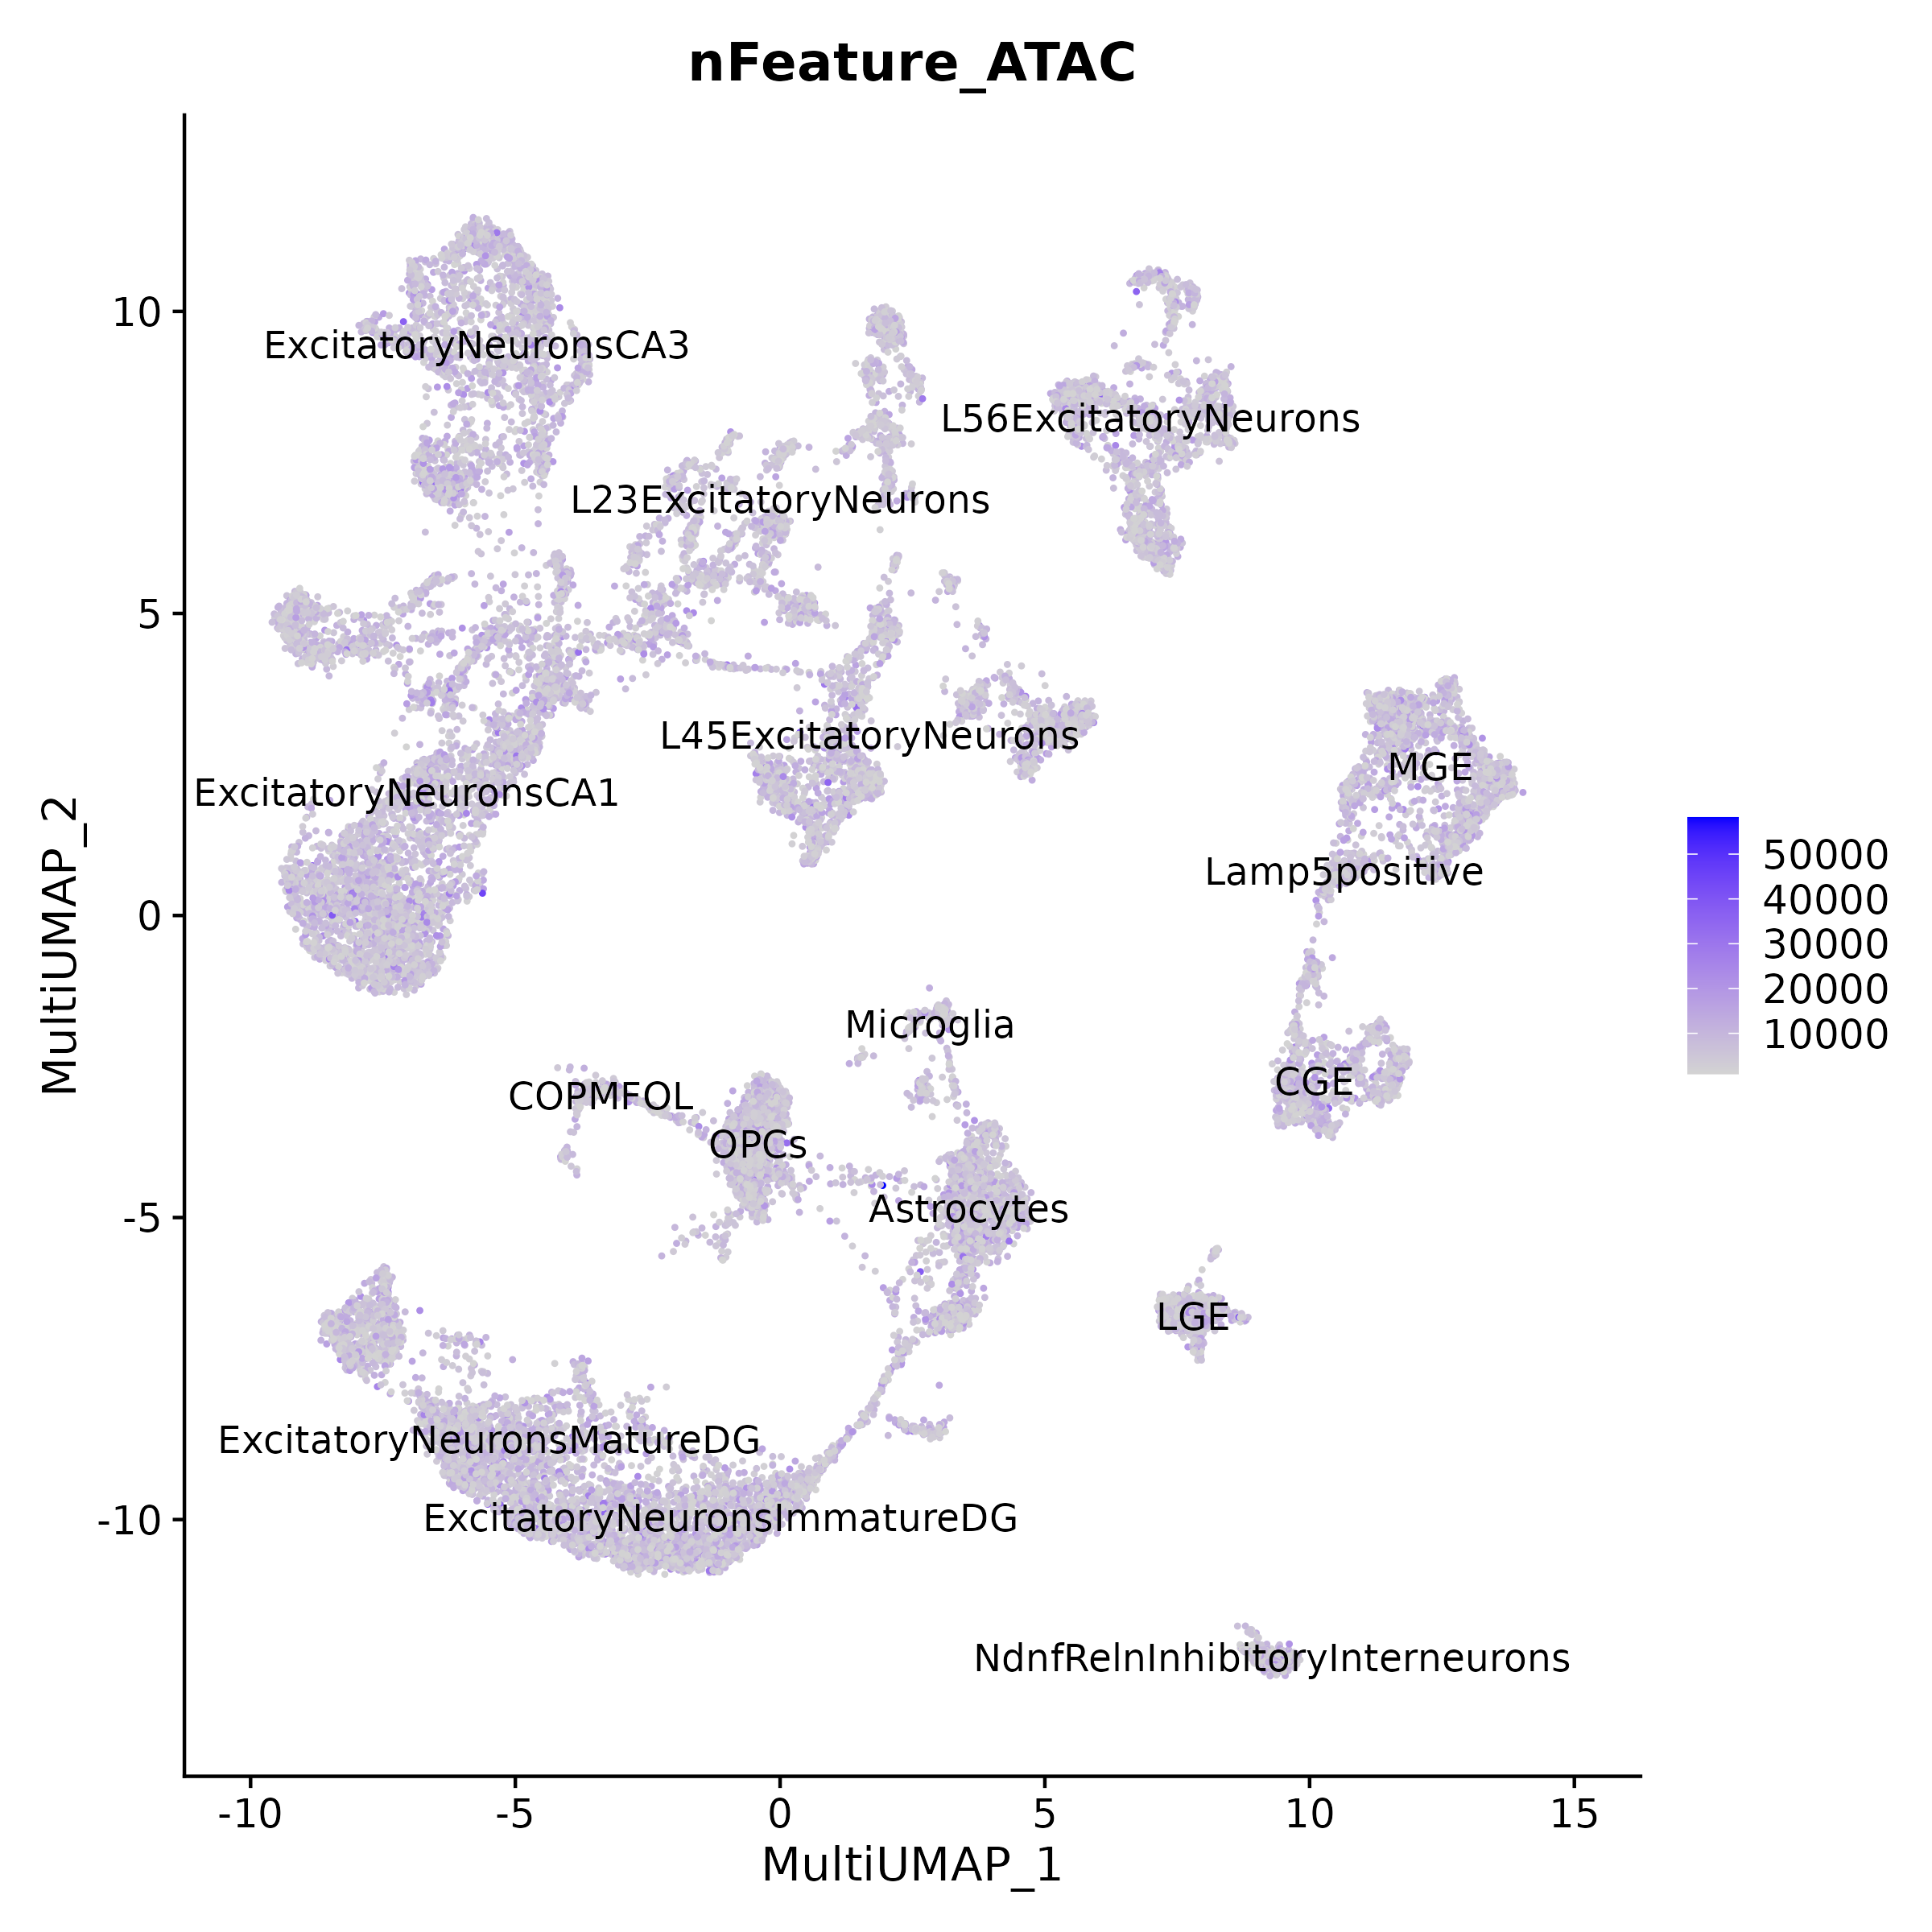 nFeature_ATAC
MultiUMAP_2
10
5
0
-5
-10
ExcitatoryNeuronsCA3
L56ExcitatoryNeurons
L23ExcitatoryNeurons
L45ExcitatoryNeurons
MGE
ExcitatoryNeuronsCA1
Lamp5positive
Microglia
CGE
COPMFOL
OPCs
Astrocytes
LGE
ExcitatoryNeuronsMatureDG
ExcitatoryNeuronsImmatureDG
NdnfRelnInhibitoryInterneurons
50000
40000
30000
20000
10000
-10
-5
0
5
10
15
MultiUMAP_1